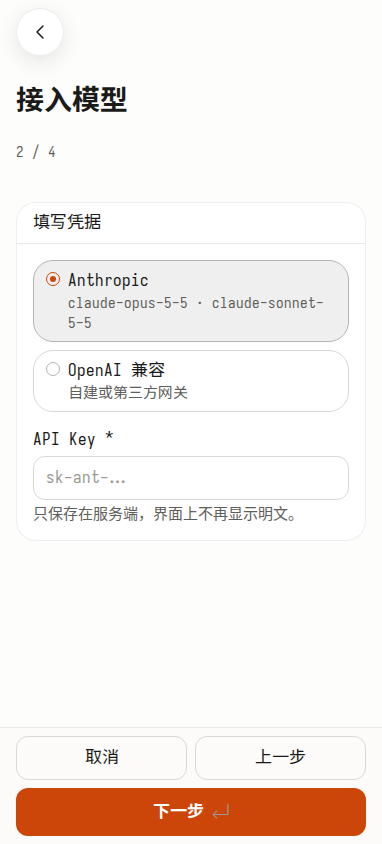 接入模型
2 / 4
填写凭据
Anthropic
claude-opus-5-5 · claude-sonnet-
5-5
OpenAI 兼容
自建或第三方网关
API Key *
sk-ant-...
只保存在服务端，界面上不再显示明文。
取消
上一步
下一步